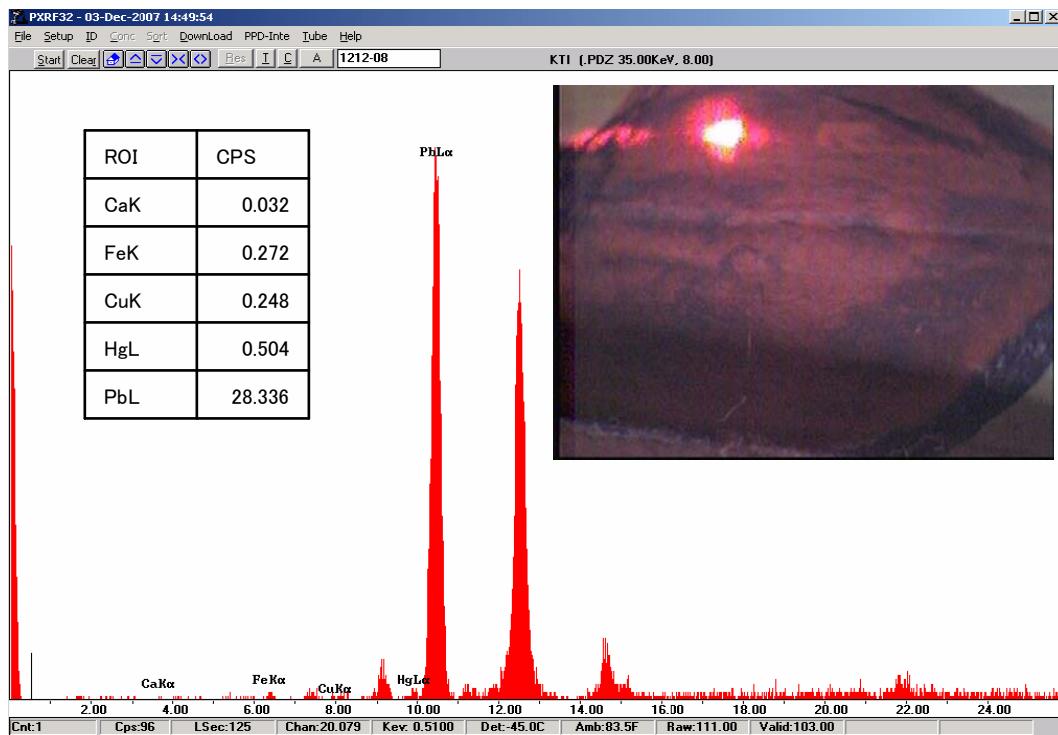 PXRF32 - 03-Dec-2007 14:49:54
File Setup ID Conc Sort DownLoad PPD-Inte Tube Help
Start Clear Res I C A 1212-08 KTI (.PDZ 35.00KeV, 8.00)
ROI CPS
CaK 0.032
FeK 0.272
CuK 0.248
HgL 0.504
PbL 28.336
PbLα
CaKα
FeKα
CuKα
HgLα
2.00 4.00 6.00 8.00 10.00 12.00 14.00 16.00 18.00 20.00 22.00 24.00
Cnt:1 Cps:96 LSec:125 Chan:20.079 Kev: 0.5100 Det:-45.0C Amb:83.5F Raw:111.00 Valid:103.00